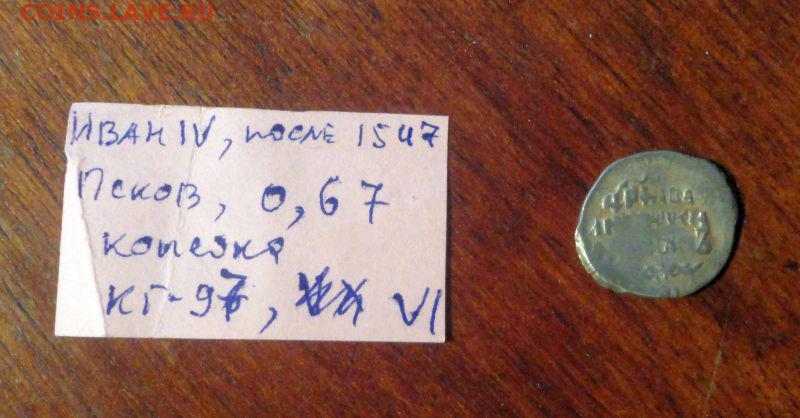 COINS.LAVE.RU
ИВАН IV, ПОСЛЕ 1547
Псков, 0,67
копейка
КГ-97, VI